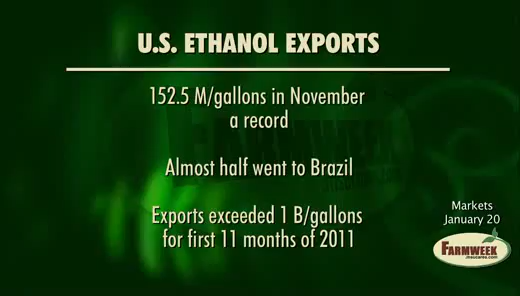 U.S. ETHANOL EXPORTS
152.5 M/gallons in November
a record
Almost half went to Brazil
Exports exceeded 1 B/gallons
for first 11 months of 2011
Markets
January 20
FARMWEEK